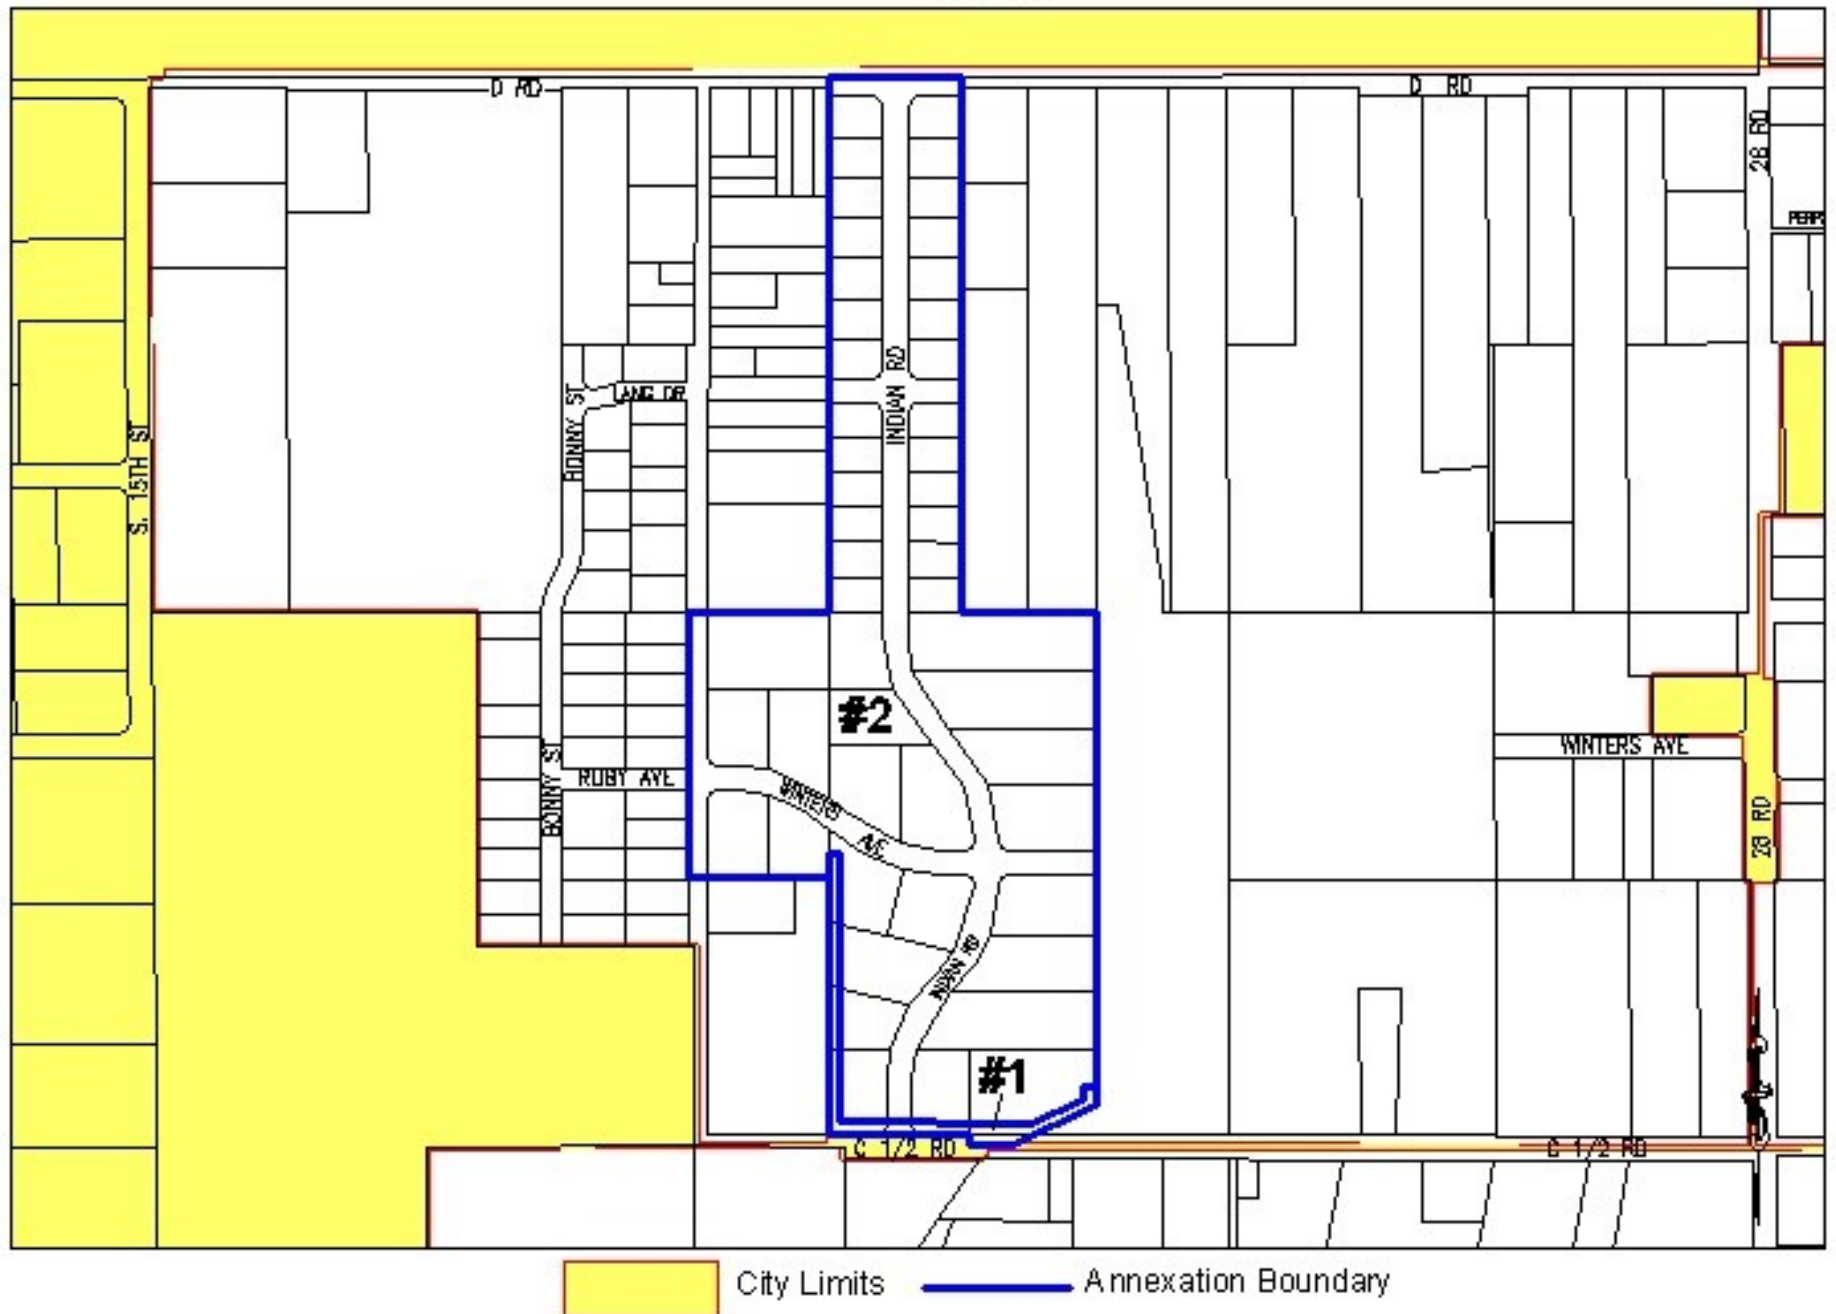 D RD
D RD
28 RD
INDIAN RD
LANG DR
BONNY ST
S. 15TH ST
#2
WINTERS AVE
RUBY AVE
BONNY ST
WINTERS
AVE
28 RD
INDIAN RD
#1
C 1/2 RD
C 1/2 RD
City Limits
Annexation Boundary